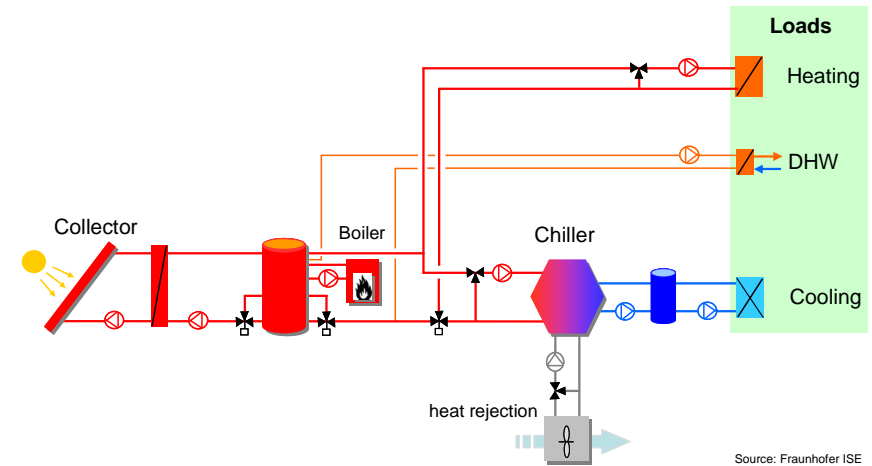 Loads
Heating
DHW
Collector
Boiler
Chiller
Cooling
heat rejection
Source: Fraunhofer ISE